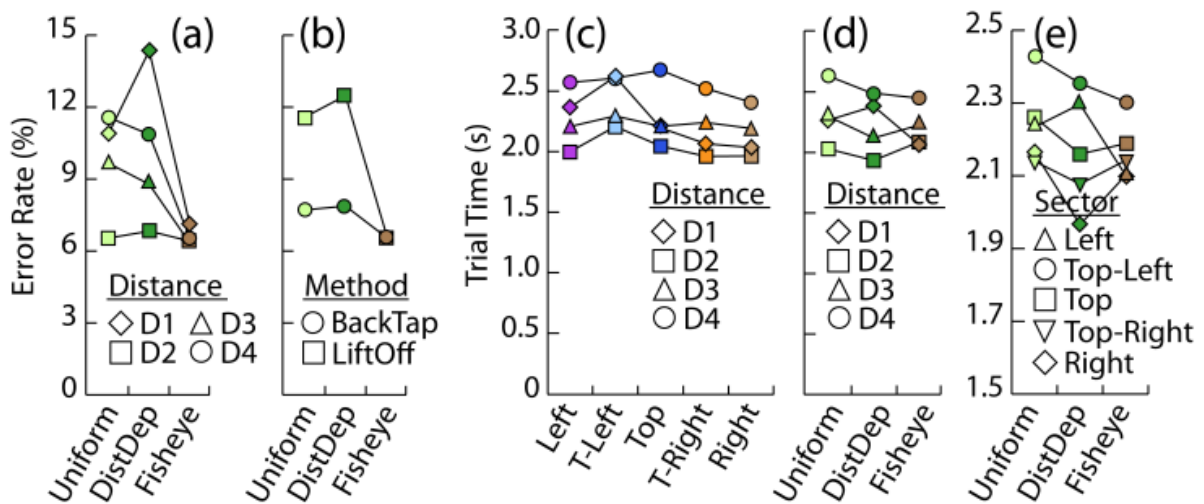 (a)
15
12
9
6
3
0
Error Rate (%)
Distance
D1 D3
D2 D4
Uniform
DistDep
Fisheye
(b)
Method
BackTap
LiftOff
Uniform
DistDep
Fisheye
(c)
3.0
2.5
2.0
1.5
1.0
0.5
0
Trial Time (s)
Distance
D1
D2
D3
D4
Left
T-Left
Top
T-Right
Right
(d)
Distance
D1
D2
D3
D4
Uniform
DistDep
Fisheye
(e)
2.5
2.3
2.1
1.9
1.7
1.5
Sector
Left
Top-Left
Top
Top-Right
Right
Uniform
DistDep
Fisheye